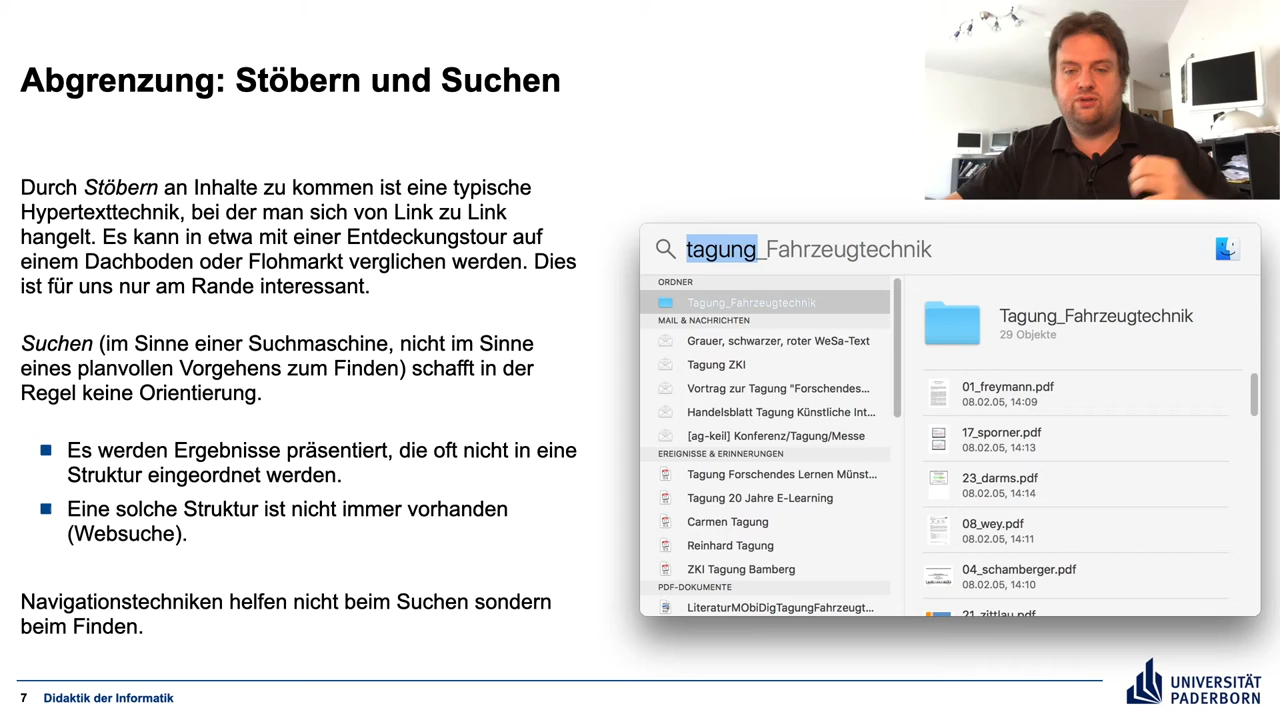 Abgrenzung: Stöbern und Suchen
Durch Stöbern an Inhalte zu kommen ist eine typische
Hypertexttechnik, bei der man sich von Link zu Link
hangelt. Es kann in etwa mit einer Entdeckungstour auf
einem Dachboden oder Flohmarkt verglichen werden. Dies
ist für uns nur am Rande interessant.
Suchen (im Sinne einer Suchmaschine, nicht im Sinne
eines planvollen Vorgehens zum Finden) schafft in der
Regel keine Orientierung.
Es werden Ergebnisse präsentiert, die oft nicht in eine
Struktur eingeordnet werden.
Eine solche Struktur ist nicht immer vorhanden
(Websuche).
Navigationstechniken helfen nicht beim Suchen sondern
beim Finden.
tagung_Fahrzeugtechnik
ORDNER
Tagung_Fahrzeugtechnik
MAIL & NACHRICHTEN
Grauer, schwarzer, roter WeSa-Text
Tagung ZKI
Vortrag zur Tagung "Forschendes...
Handelsblatt Tagung Künstliche Int...
[ag-keil] Konferenz/Tagung/Messe
EREIGNISSE & ERINNERUNGEN
Tagung Forschendes Lernen Münst...
Tagung 20 Jahre E-Learning
Carmen Tagung
Reinhard Tagung
ZKI Tagung Bamberg
PDF-DOKUMENTE
LiteraturMObiDigTagungFahrzeugt...
Tagung_Fahrzeugtechnik
29 Objekte
01_freymann.pdf
08.02.05, 14:09
17_sporner.pdf
08.02.05, 14:13
23_darms.pdf
08.02.05, 14:14
08_wey.pdf
08.02.05, 14:11
04_schamberger.pdf
08.02.05, 14:10
21_zittlau.pdf
7 Didaktik der Informatik
UNIVERSITÄT
PADERBORN